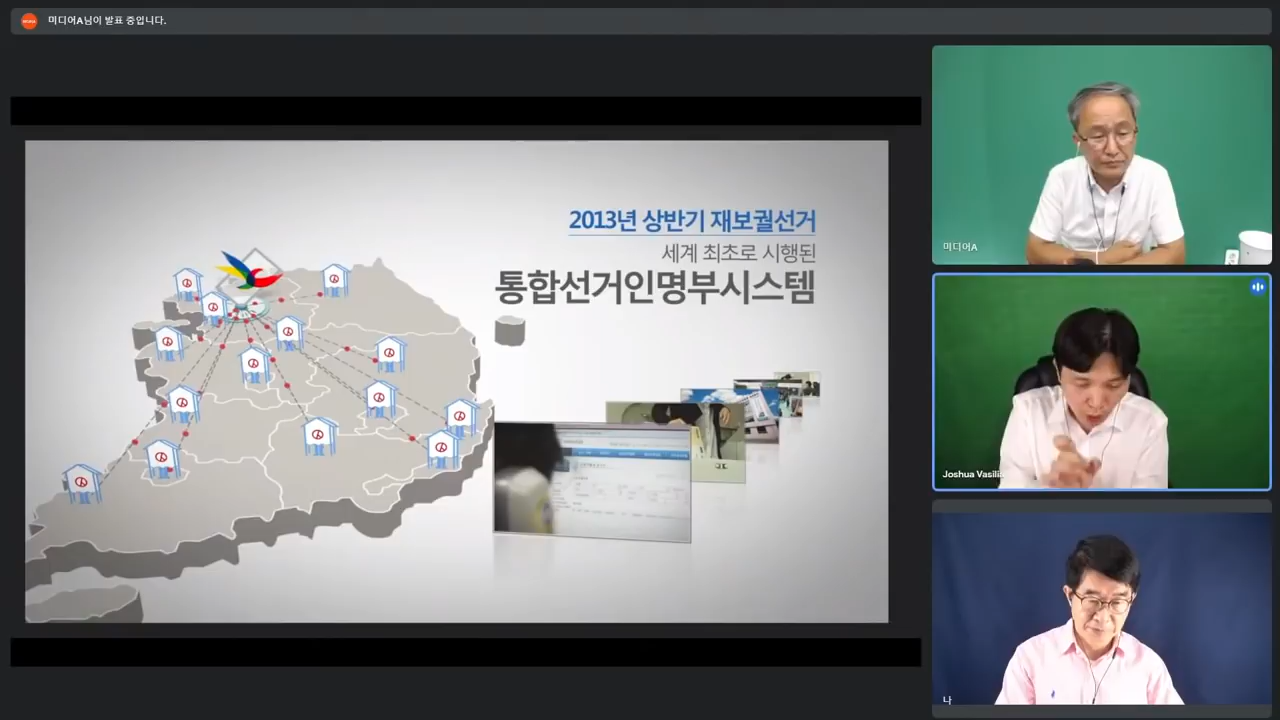 미디어A님이 발표 중입니다.
2013년 상반기 재보궐선거
세계 최초로 시행된
통합선거인명부시스템
미디어A
Joshua Vasilis
나